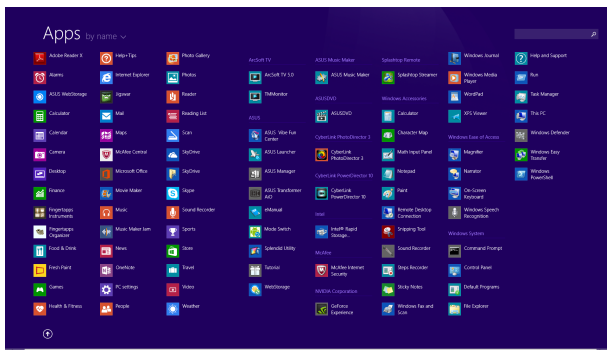 Apps by name
Adobe Reader X
Alarms
ASUS WebStorage
Calculator
Calendar
Camera
Desktop
Finance
Fingertapps
Instruments
Fingertapps
Organizer
Food & Drink
Fresh Paint
Games
Health & Fitness
Help+Tips
Internet Explorer
Jigswar
Mail
Maps
McAfee Central
Microsoft Office
Movie Maker
Music
Music Maker Jam
News
OneNote
PC settings
People
Photo Gallery
Photos
Reader
Reading List
Scan
SkyDrive
SkyDrive
Skype
Sound Recorder
Sports
Store
Travel
Video
Weather
ArcSoft TV
ArcSoft TV 5.0
TMMonitor
ASUS
ASUS Vibe Fun
Center
ASUS Launcher
ASUS Manager
ASUS Transformer
AiO
eManual
Mode Switch
Splendid Utility
Tutorial
WebStorage
ASUS Music Maker
ASUS Music Maker
ASUSDVD
ASUSDVD
CyberLink PhotoDirector 3
CyberLink
PhotoDirector 3
CyberLink PowerDirector 10
CyberLink
PowerDirector 10
Intel
Intel® Rapid
Storage...
McAfee
McAfee Internet
Security
NVIDIA Corporation
GeForce
Experience
Splashtop Remote
Splashtop Streamer
Windows Accessories
Calculator
Character Map
Math Input Panel
Notepad
Paint
Remote Desktop
Connection
Snipping Tool
Sound Recorder
Steps Recorder
Sticky Notes
Windows Fax and
Scan
Windows Journal
Windows Media
Player
WordPad
XPS Viewer
Windows Ease of Access
Magnifier
Narrator
On-Screen
Keyboard
Windows Speech
Recognition
Windows System
Command Prompt
Control Panel
Default Programs
File Explorer
Help and Support
Run
Task Manager
This PC
Windows Defender
Windows Easy
Transfer
Windows
PowerShell